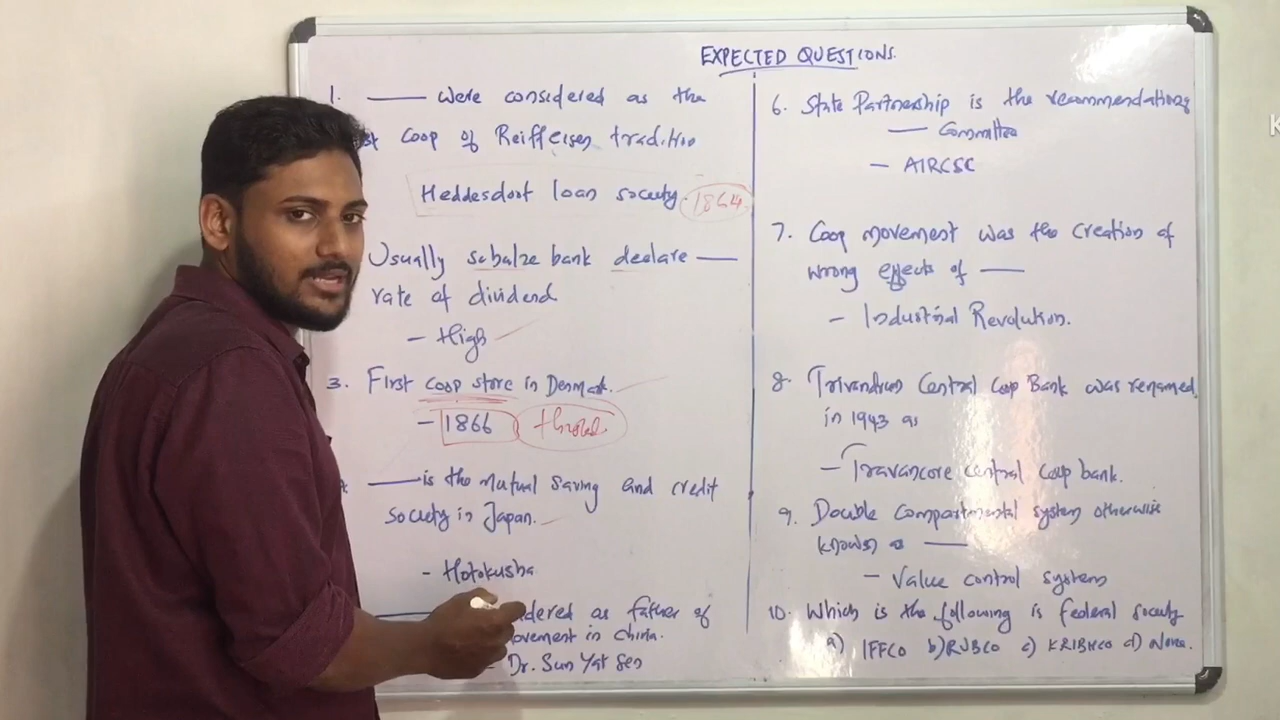 EXPECTED QUESTIONS.
1. —— Were considered as the
st Coop of Reiffeisen tradition
Heddesdorf loan society 1864
Usually schulze bank declare ——
rate of dividend
- High
3. First coop store in Denmark.
- 1866 thisted
—— is the Mutual Saving and credit
society in Japan.
- Hotokusha
dered as father of
ovement in China.
- Dr. Sun Yat Sen
6. State Partnership is the recommendations
—— Committee
- AIRCSC
7. Coop movement was the creation of
wrong effects of ——
- Industrial Revolution.
8. Trivandrum Central Coop Bank was renamed
in 1943 as
- Travancore central coop bank.
9. Double compartmental system otherwise
known as ——
- Value control system
10. Which is the following is federal society
a) IFFCO b) RUBCO c) KRIBHCO d) None.
K